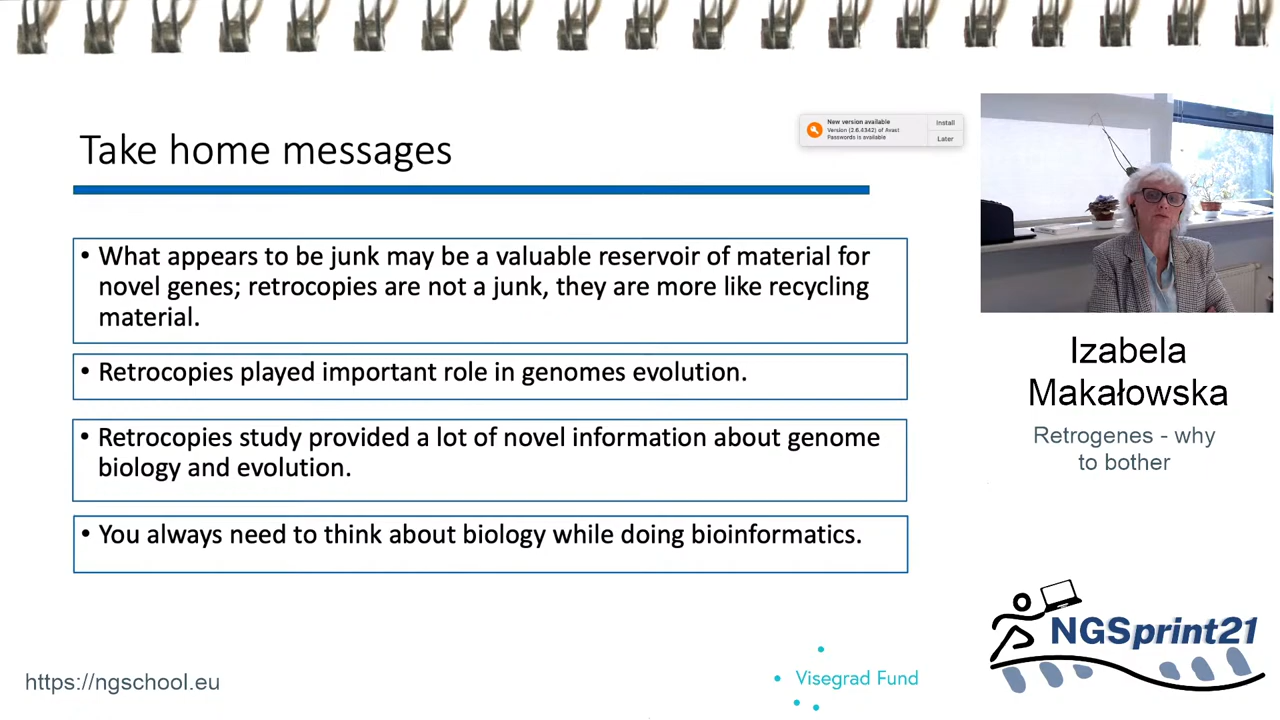 Take home messages
New version available
Version (2.6.4342) of Avast
Passwords is available
Install
Later
• What appears to be junk may be a valuable reservoir of material for
novel genes; retrocopies are not a junk, they are more like recycling
material.
• Retrocopies played important role in genomes evolution.
• Retrocopies study provided a lot of novel information about genome
biology and evolution.
• You always need to think about biology while doing bioinformatics.
Izabela
Makałowska
Retrogenes - why
to bother
NGSprint21
https://ngschool.eu
Visegrad Fund